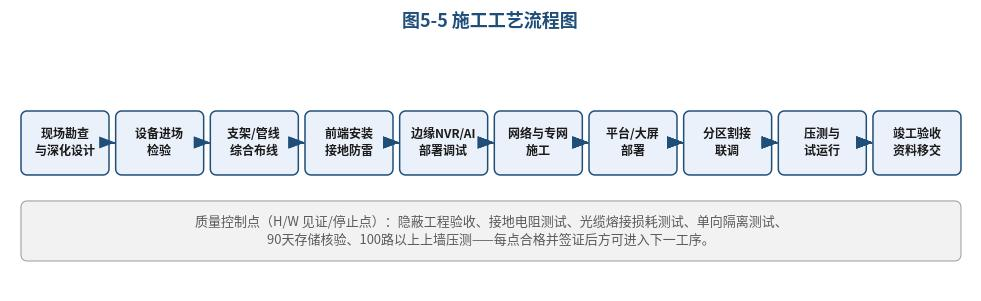 图5-5 施工工艺流程图
现场勘查
与深化设计
设备进场
检验
支架/管线
综合布线
前端安装
接地防雷
边缘NVR/AI
部署调试
网络与专网
施工
平台/大屏
部署
分区割接
联调
压测与
试运行
竣工验收
资料移交
质量控制点（H/W 见证/停止点）：隐蔽工程验收、接地电阻测试、光缆熔接损耗测试、单向隔离测试、
90天存储核验、100路以上上墙压测——每点合格并签证后方可进入下一工序。